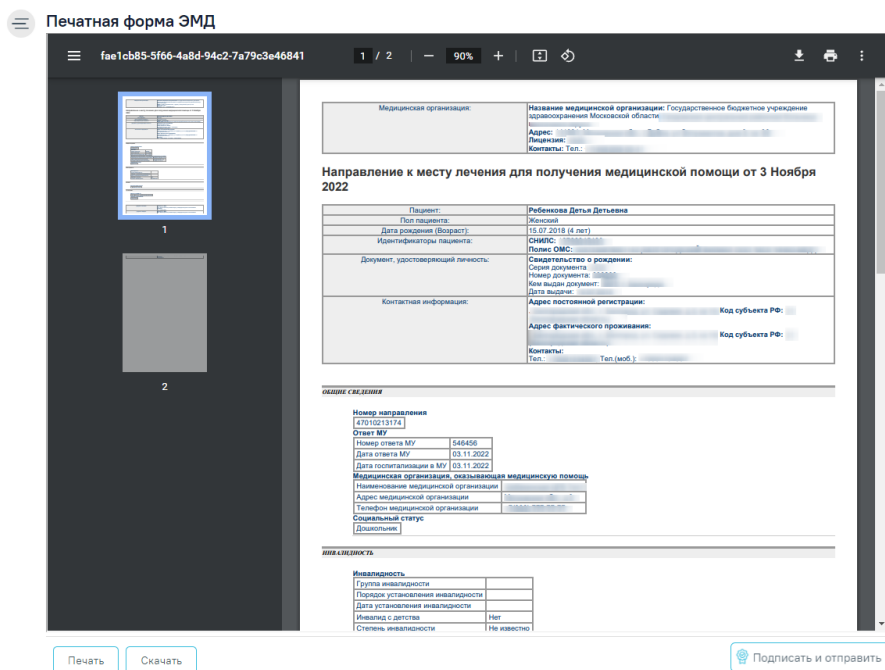 Печатная форма ЭМД
fae1cb85-5f66-4a8d-94c2-7a79c3e46841
1 / 2
90%
1
2
Медицинская организация:
Название медицинской организации: Государственное бюджетное учреждение
здравоохранения Московской области
Адрес:
Лицензия:
Контакты: Тел.:
Направление к месту лечения для получения медицинской помощи от 3 Ноября
2022
Пациент: Ребенкова Детья Детьевна
Пол пациента: Женский
Дата рождения (Возраст): 15.07.2018 (4 лет)
Идентификаторы пациента: СНИЛС:
Полис ОМС:
Документ, удостоверяющий личность: Свидетельство о рождении:
Серия документа
Номер документа:
Кем выдан документ:
Дата выдачи:
Контактная информация: Адрес постоянной регистрации:
Код субъекта РФ:
Адрес фактического проживания:
Код субъекта РФ:
Контакты:
Тел.: Тел.(моб.):
ОБЩИЕ СВЕДЕНИЯ
Номер направления
47010213174
Ответ МУ
Номер ответа МУ 546456
Дата ответа МУ 03.11.2022
Дата госпитализации в МУ 03.11.2022
Медицинская организация, оказывающая медицинскую помощь
Наименование медицинской организации
Адрес медицинской организации
Телефон медицинской организации
Социальный статус
Дошкольник
ИНВАЛИДНОСТЬ
Инвалидность
Группа инвалидности
Порядок установления инвалидности
Дата установления инвалидности
Инвалид с детства Нет
Степень инвалидности Не известно
Печать
Скачать
Подписать и отправить